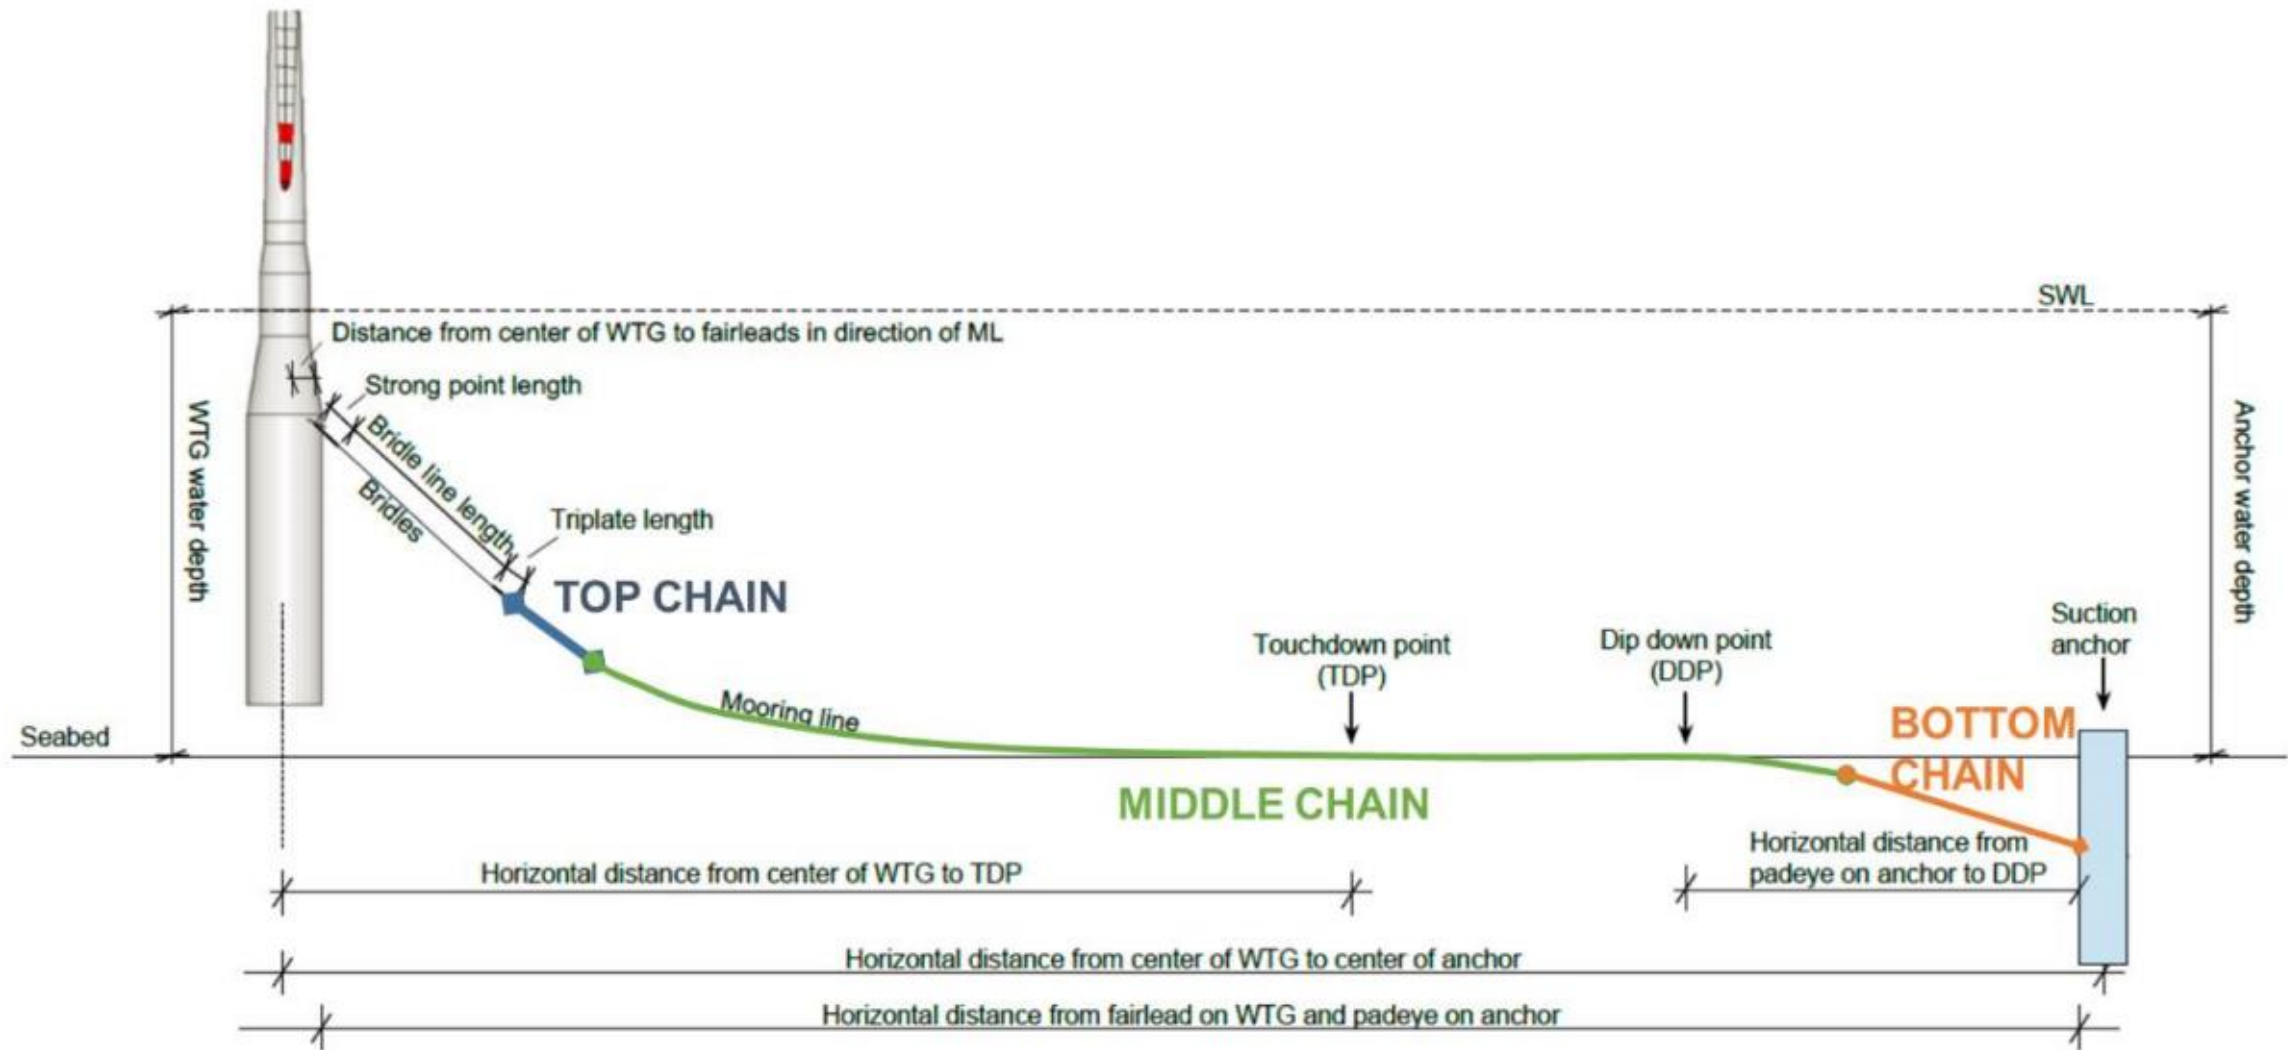 SWL
Distance from center of WTG to fairleads in direction of ML
Strong point length
WTG water depth
Bridle line length
Bridles
Triplate length
TOP CHAIN
Anchor water depth
Suction
anchor
Touchdown point
(TDP)
Dip down point
(DDP)
Mooring line
Seabed
BOTTOM
CHAIN
MIDDLE CHAIN
Horizontal distance from
padeye on anchor to DDP
Horizontal distance from center of WTG to TDP
Horizontal distance from center of WTG to center of anchor
Horizontal distance from fairlead on WTG and padeye on anchor